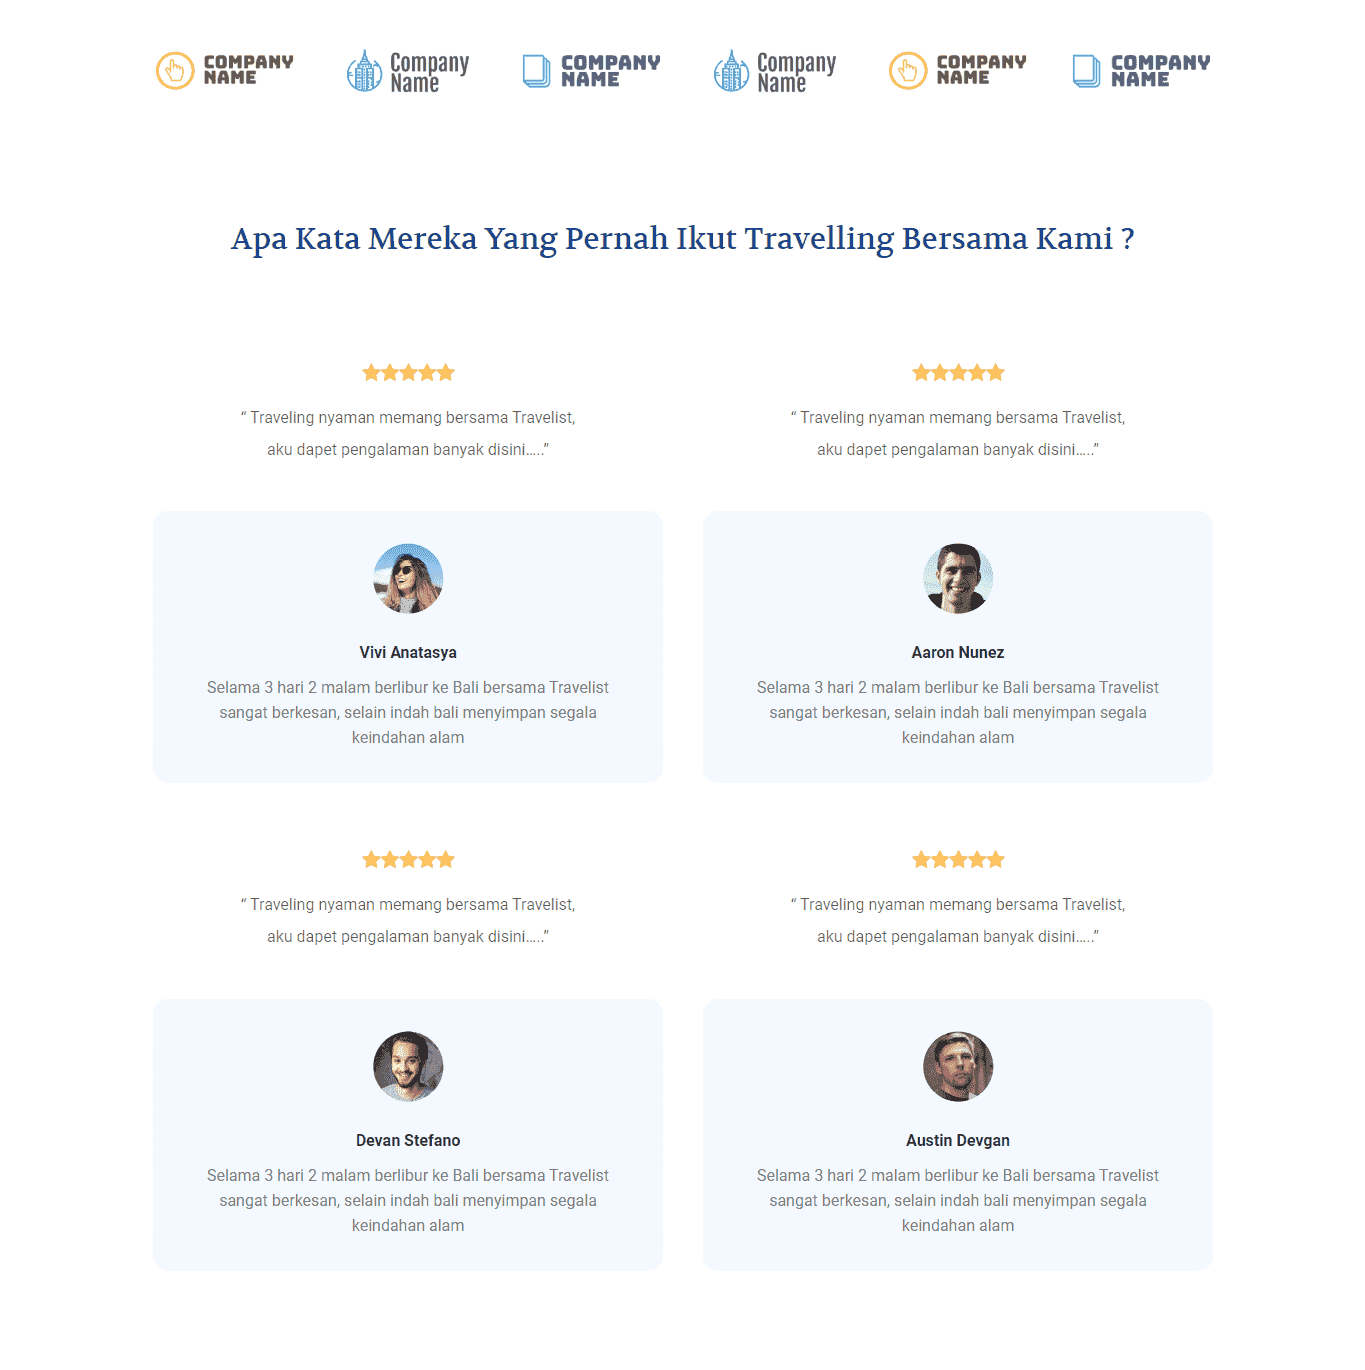 COMPANY
NAME
Company
Name
COMPANY
NAME
Company
Name
COMPANY
NAME
COMPANY
NAME
Apa Kata Mereka Yang Pernah Ikut Travelling Bersama Kami ?
“ Traveling nyaman memang bersama Travelist,
aku dapet pengalaman banyak disini.....”
“ Traveling nyaman memang bersama Travelist,
aku dapet pengalaman banyak disini.....”
Vivi Anatasya
Selama 3 hari 2 malam berlibur ke Bali bersama Travelist
sangat berkesan, selain indah bali menyimpan segala
keindahan alam
Aaron Nunez
Selama 3 hari 2 malam berlibur ke Bali bersama Travelist
sangat berkesan, selain indah bali menyimpan segala
keindahan alam
“ Traveling nyaman memang bersama Travelist,
aku dapet pengalaman banyak disini.....”
“ Traveling nyaman memang bersama Travelist,
aku dapet pengalaman banyak disini.....”
Devan Stefano
Selama 3 hari 2 malam berlibur ke Bali bersama Travelist
sangat berkesan, selain indah bali menyimpan segala
keindahan alam
Austin Devgan
Selama 3 hari 2 malam berlibur ke Bali bersama Travelist
sangat berkesan, selain indah bali menyimpan segala
keindahan alam